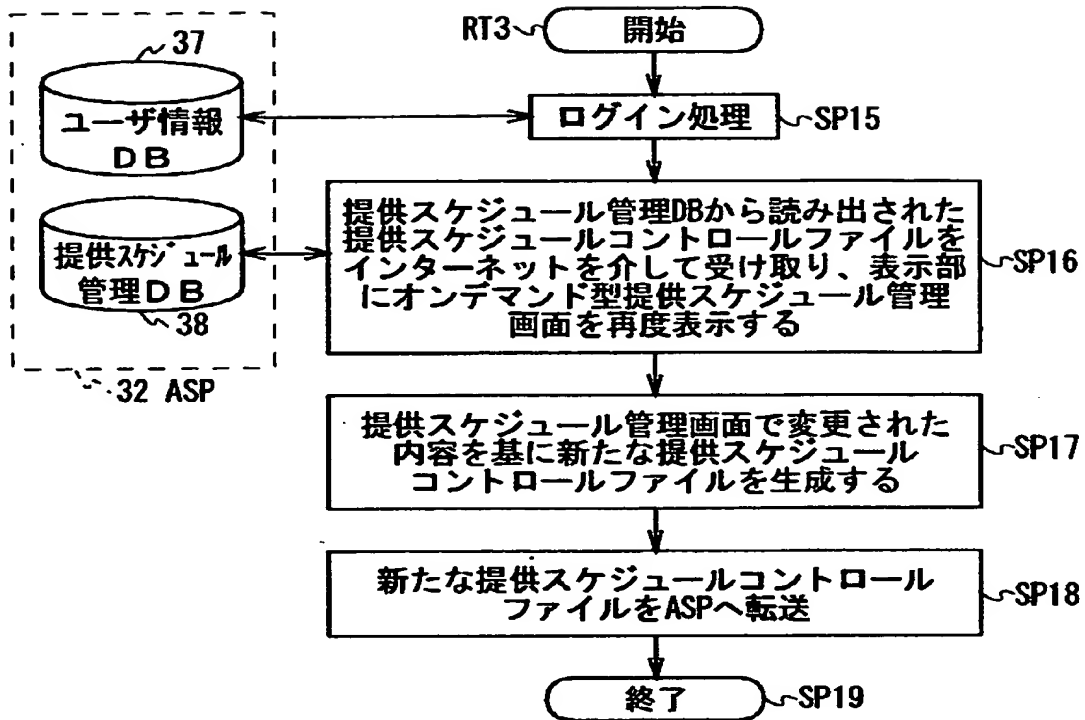 RT3
開始
37
ユーザ情報
DB
ログイン処理
SP15
提供スケジュール
管理DB
38
32 ASP
提供スケジュール管理DBから読み出された
提供スケジュールコントロールファイルを
インターネットを介して受け取り、表示部
にオンデマンド型提供スケジュール管理
画面を再度表示する
SP16
提供スケジュール管理画面で変更された
内容を基に新たな提供スケジュール
コントロールファイルを生成する
SP17
新たな提供スケジュールコントロール
ファイルをASPへ転送
SP18
終了
SP19